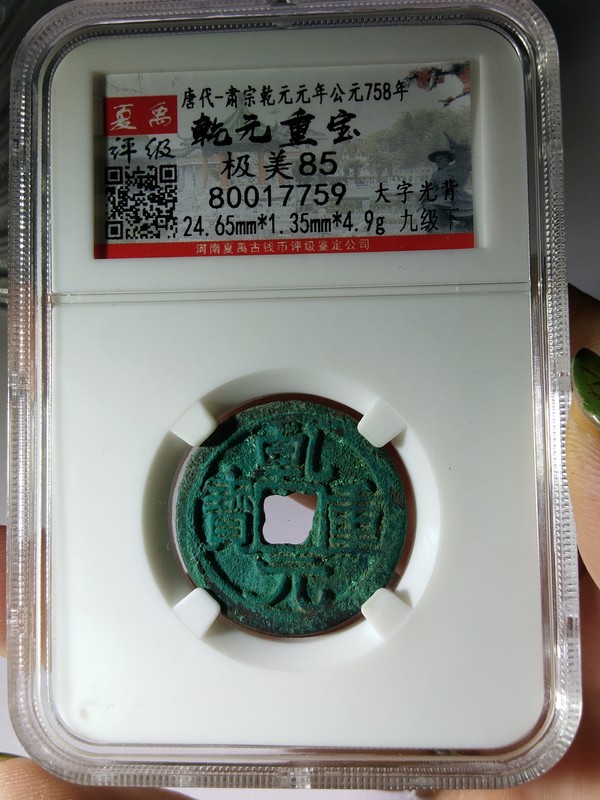 唐代-肃宗乾元元年公元758年
夏禹
评级
乾元重宝
极美85
80017759 大字光背
24.65mm*1.35mm*4.9g 九级下
河南夏禹古钱币评级鉴定公司
乾元重寶